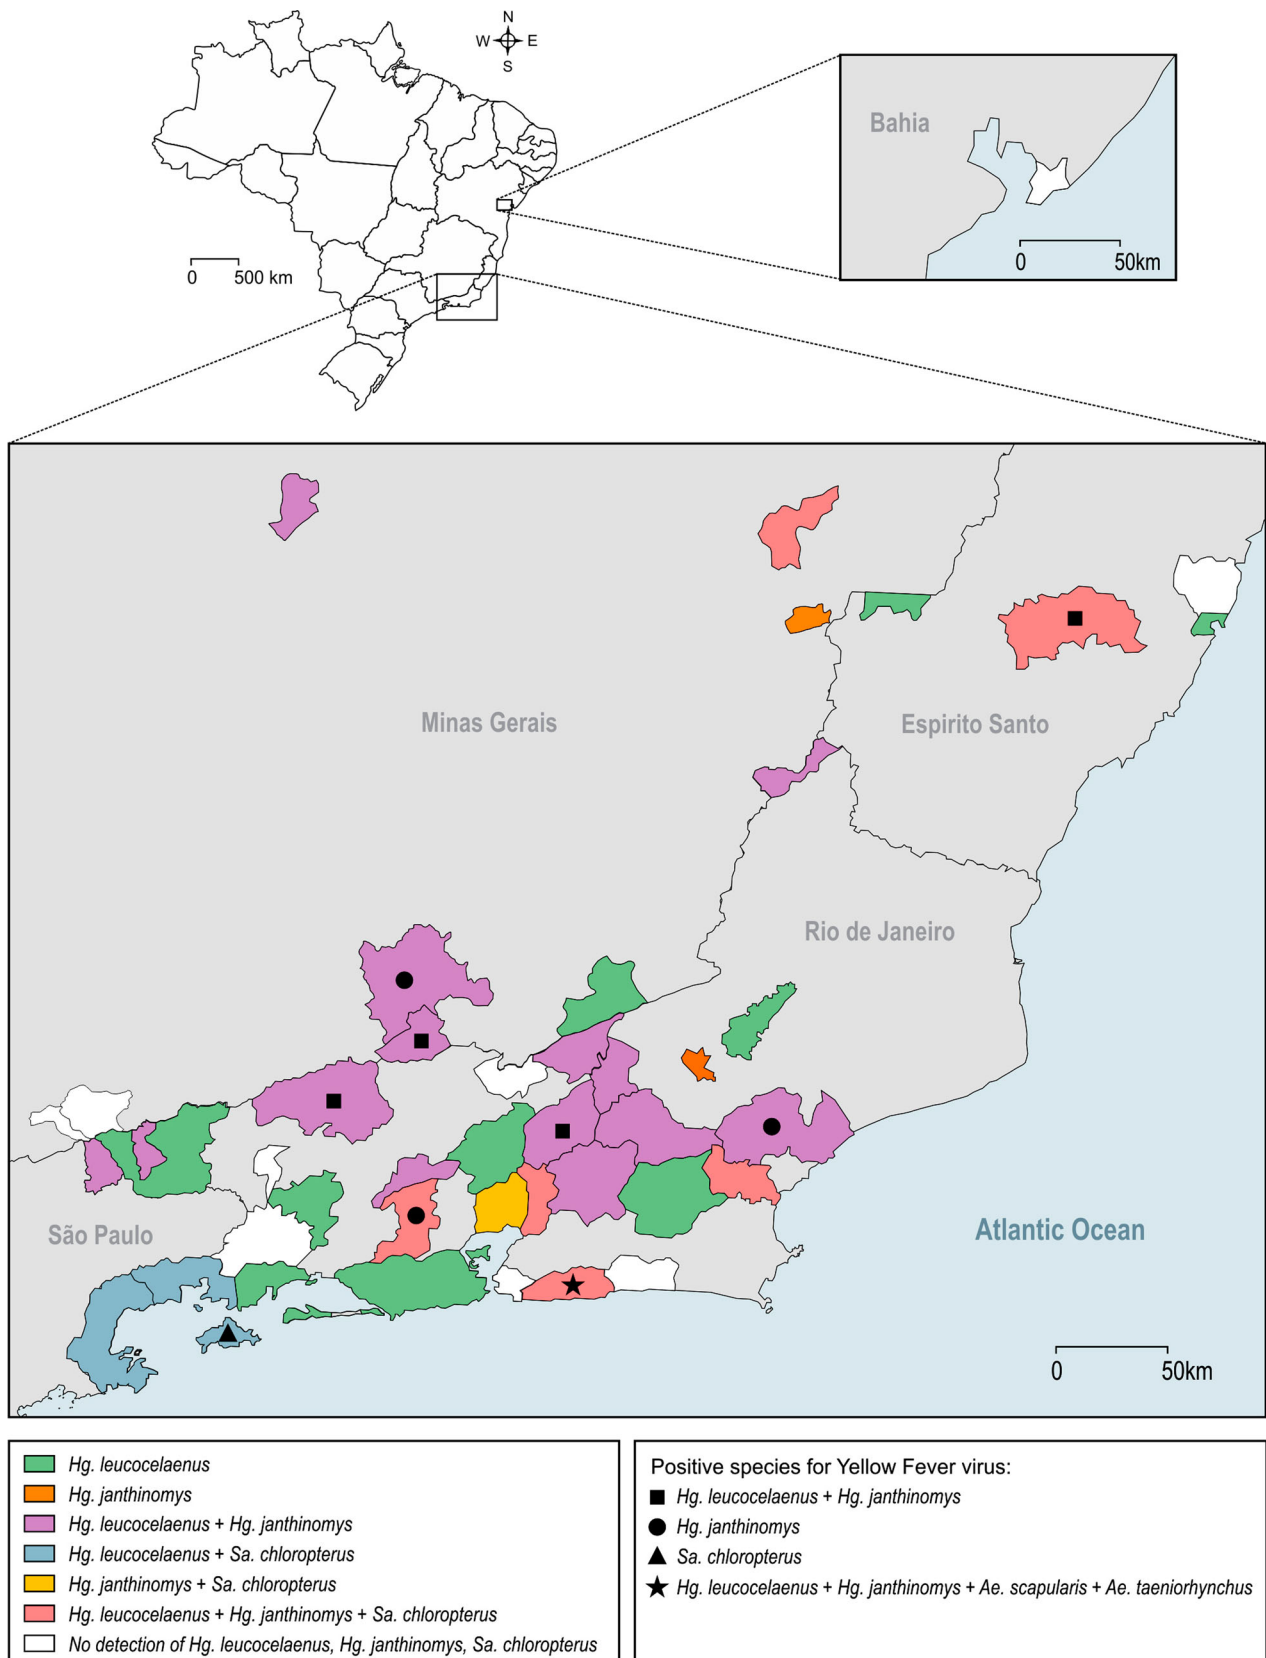 N
W E
S
0 500 km
Bahia
0 50km
Minas Gerais
Espirito Santo
Rio de Janeiro
São Paulo
Atlantic Ocean
0 50km
Hg. leucocelaenus
Hg. janthinomys
Hg. leucocelaenus + Hg. janthinomys
Hg. leucocelaenus + Sa. chloropterus
Hg. janthinomys + Sa. chloropterus
Hg. leucocelaenus + Hg. janthinomys + Sa. chloropterus
No detection of Hg. leucocelaenus, Hg. janthinomys, Sa. chloropterus
Positive species for Yellow Fever virus:
Hg. leucocelaenus + Hg. janthinomys
Hg. janthinomys
Sa. chloropterus
Hg. leucocelaenus + Hg. janthinomys + Ae. scapularis + Ae. taeniorhynchus